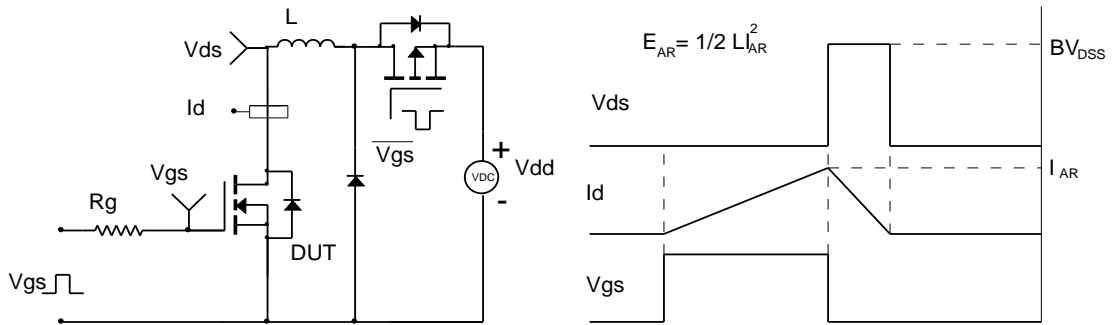 L
Vds
Id
Vgs
Vgs
+
VDC
Vdd
-
Rg
DUT
Vgs
E_AR = 1/2 LI_AR^2
BV_DSS
Vds
I_AR
Id
Vgs